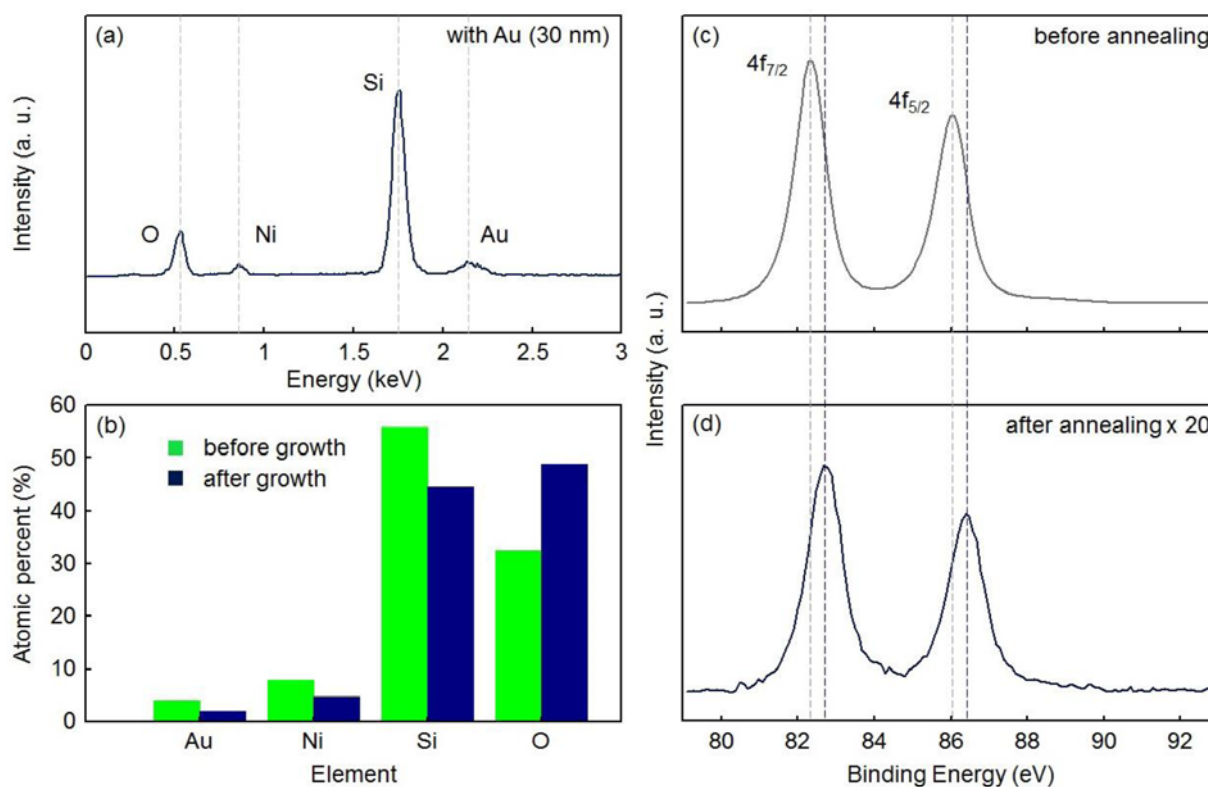 (a)
with Au (30 nm)
Si
O
Ni
Au
Intensity (a. u.)
0 0.5 1 1.5 2 2.5 3
Energy (keV)
(b)
before growth
after growth
60
50
40
30
20
10
0
Atomic percent (%)
Au Ni Si O
Element
(c)
before annealing
4f7/2
4f5/2
Intensity (a. u.)
(d)
after annealing x 20
80 82 84 86 88 90 92
Binding Energy (eV)